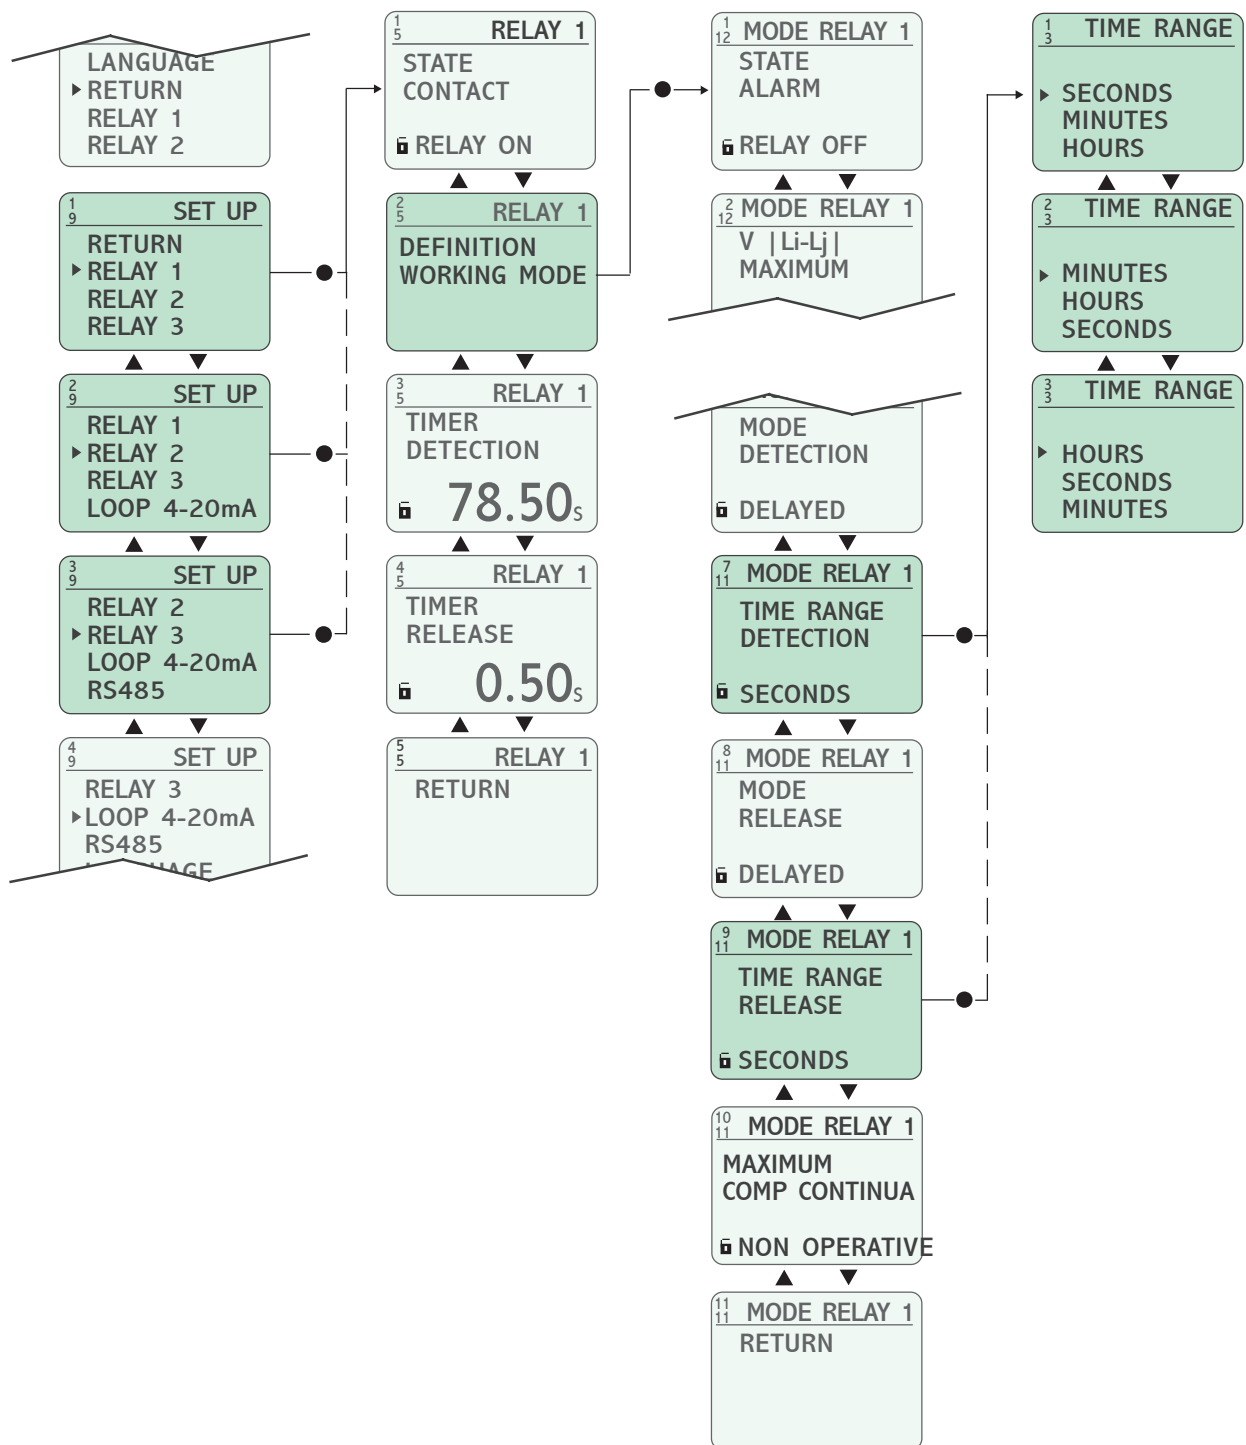 LANGUAGE
RETURN
RELAY 1
RELAY 2
1
9
SET UP
RETURN
RELAY 1
RELAY 2
RELAY 3
2
9
SET UP
RELAY 1
RELAY 2
RELAY 3
LOOP 4-20mA
3
9
SET UP
RELAY 2
RELAY 3
LOOP 4-20mA
RS485
4
9
SET UP
RELAY 3
LOOP 4-20mA
RS485
1
5
RELAY 1
STATE
CONTACT
RELAY ON
2
5
RELAY 1
DEFINITION
WORKING MODE
3
5
RELAY 1
TIMER
DETECTION
78.50s
4
5
RELAY 1
TIMER
RELEASE
0.50s
5
5
RELAY 1
RETURN
1
12
MODE RELAY 1
STATE
ALARM
RELAY OFF
2
12
MODE RELAY 1
V |Li-Lj|
MAXIMUM
MODE
DETECTION
DELAYED
7
11
MODE RELAY 1
TIME RANGE
DETECTION
SECONDS
8
11
MODE RELAY 1
MODE
RELEASE
DELAYED
9
11
MODE RELAY 1
TIME RANGE
RELEASE
SECONDS
10
11
MODE RELAY 1
MAXIMUM
COMP CONTINUA
NON OPERATIVE
11
11
MODE RELAY 1
RETURN
1
3
TIME RANGE
SECONDS
MINUTES
HOURS
2
3
TIME RANGE
MINUTES
HOURS
SECONDS
3
3
TIME RANGE
HOURS
SECONDS
MINUTES